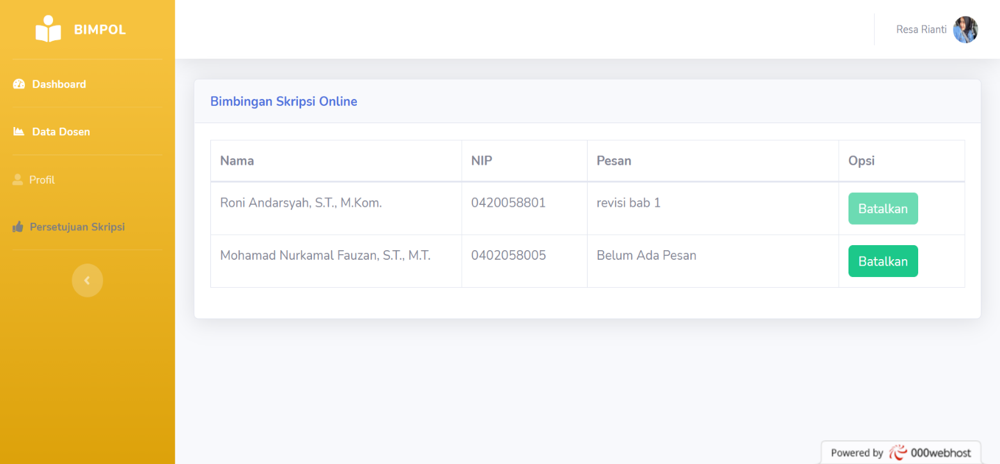 BIMPOL
Resa Rianti
Dashboard
Data Dosen
Profil
Persetujuan Skripsi
Bimbingan Skripsi Online
Nama NIP Pesan Opsi
Roni Andarsyah, S.T., M.Kom. 0420058801 revisi bab 1 Batalkan
Mohamad Nurkamal Fauzan, S.T., M.T. 0402058005 Belum Ada Pesan Batalkan
Powered by 000webhost